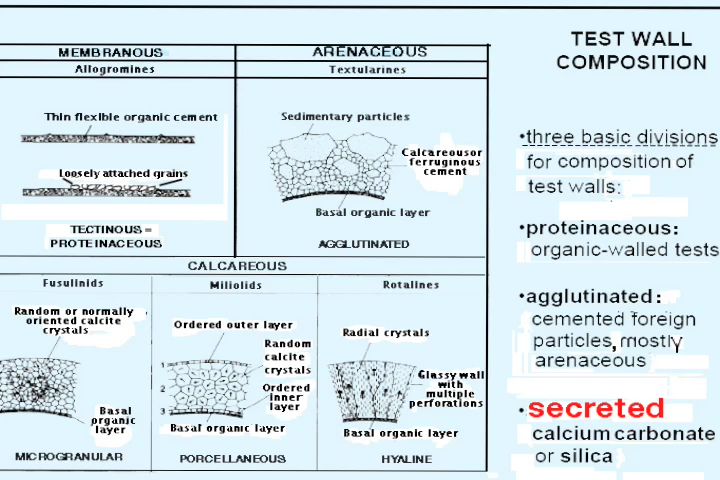 TEST WALL
COMPOSITION
MEMBRANOUS
ARENACEOUS
Allogromines
Textularines
Thin flexible organic cement
Loosely attached grains
TECTINOUS =
PROTEINACEOUS
Sedimentary particles
Calcareousor
ferruginous
cement
Basal organic layer
AGGLUTINATED
CALCAREOUS
Fusulinids
Miliolids
Rotalines
Random or normally
oriented calcite
crystals
Basal
organic
layer
MICROGRANULAR
Ordered outer layer
Random
calcite
crystals
Ordered
inner
layer
1
2
3
Basal organic layer
PORCELLANEOUS
Radial crystals
Glassy wall
with
multiple
perforations
Basal organic layer
HYALINE
•three basic divisions
for composition of
test walls:
•proteinaceous:
organic-walled tests
•agglutinated:
cemented foreign
particles, mostly
arenaceous
•secreted
calcium carbonate
or silica